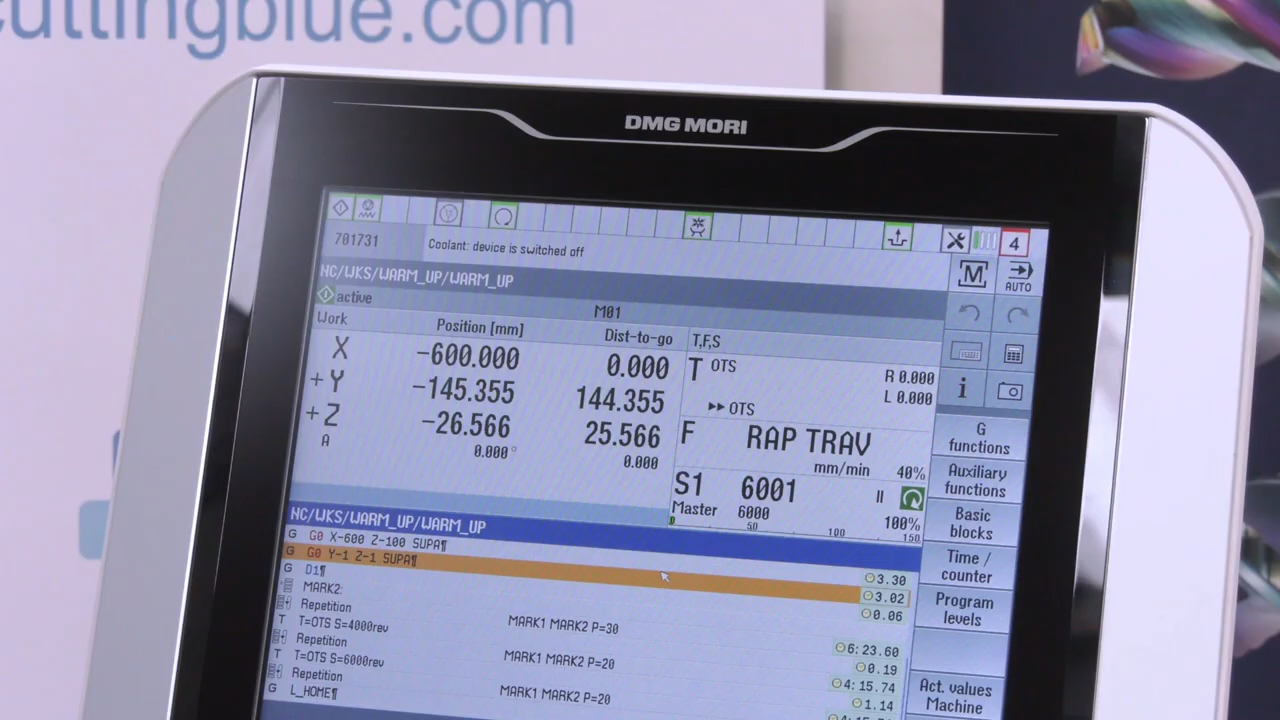 cuttingblue.com
DMG MORI
4
701731
Coolant: device is switched off
M
AUTO
NC/WKS/WARM_UP/WARM_UP
active
M01
Work Position [mm] Dist-to-go T,F,S
X -600.000 0.000
T OTS R 0.000
L 0.000
+Y -145.355 144.355
▸▸ OTS
+Z -26.566 25.566
F RAP TRAV
mm/min 40%
A 0.000° 0.000
S1 6001 II
Master 6000 100%
0 50 100 150
i
G functions
Auxiliary functions
Basic blocks
Time / counter
Program levels
Act. values Machine
NC/WKS/WARM_UP/WARM_UP
G G0 X-600 Z-100 SUPA¶ 3.30
G G0 Y-1 Z-1 SUPA¶ 3.02
G D1¶ 0.06
MARK2:
Repetition MARK1 MARK2 P=30 6: 23.60
T T=OTS S=4000rev 0.19
Repetition MARK1 MARK2 P=20 4: 15.74
T T=OTS S=6000rev 1.14
Repetition MARK1 MARK2 P=20
G L_HOME¶